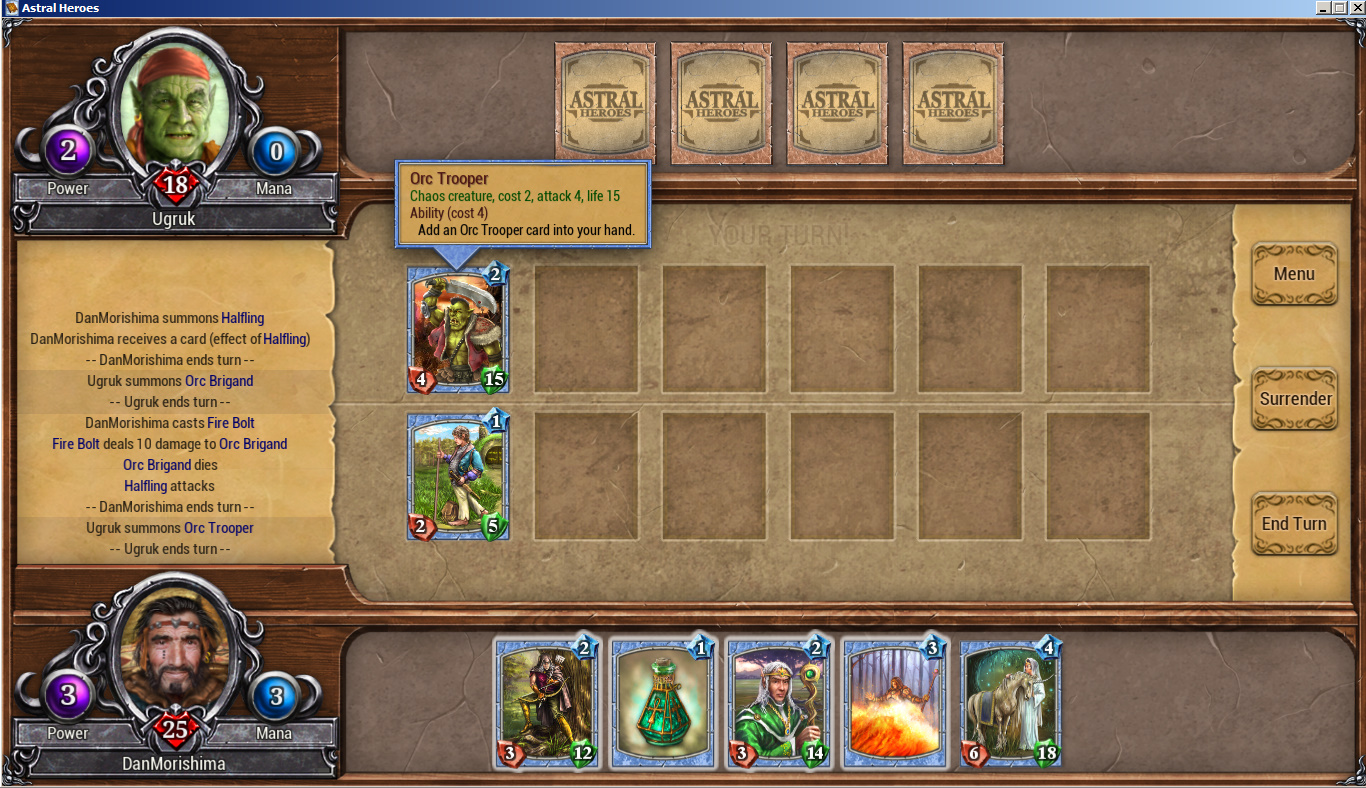 Astral Heroes
ASTRAL
HEROES
ASTRAL
HEROES
ASTRAL
HEROES
ASTRAL
HEROES
2
0
18
Power
Mana
Ugruk
Orc Trooper
Chaos creature, cost 2, attack 4, life 15
Ability (cost 4)
Add an Orc Trooper card into your hand.
YOUR TURN!
2
4
15
1
2
5
DanMorishima summons Halfling
DanMorishima receives a card (effect of Halfling)
-- DanMorishima ends turn --
Ugruk summons Orc Brigand
-- Ugruk ends turn --
DanMorishima casts Fire Bolt
Fire Bolt deals 10 damage to Orc Brigand
Orc Brigand dies
Halfling attacks
-- DanMorishima ends turn --
Ugruk summons Orc Trooper
-- Ugruk ends turn --
Menu
Surrender
End Turn
3
3
25
Power
Mana
DanMorishima
2
3
12
1
2
3
14
3
4
6
18